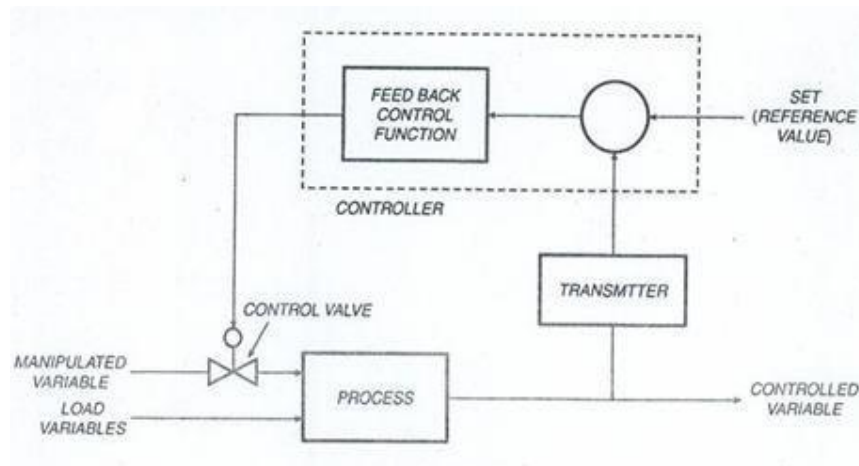 FEED BACK
CONTROL
FUNCTION
SET
(REFERENCE
VALUE)
CONTROLLER
TRANSMTTER
CONTROL VALVE
MANIPULATED
VARIABLE
PROCESS
CONTROLLED
VARIABLE
LOAD
VARIABLES